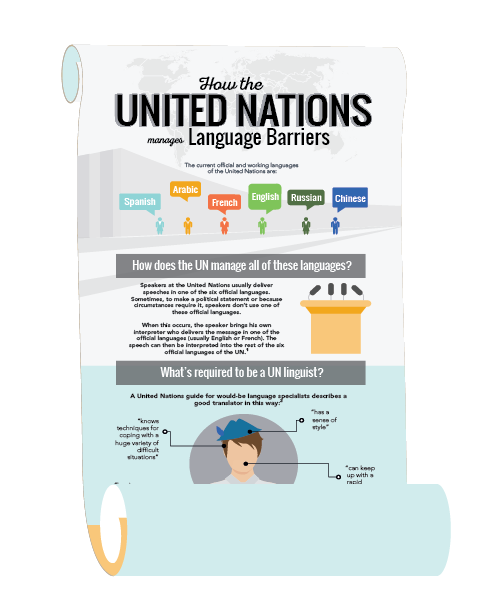 How the
UNITED NATIONS
manages Language Barriers
The current official and working languages
of the United Nations are:
Spanish
Arabic
French
English
Russian
Chinese
How does the UN manage all of these languages?
Speakers at the United Nations usually deliver
speeches in one of the six official languages.
Sometimes, to make a political statement or because
circumstances require it, speakers don't use one of
these official languages.
When this occurs, the speaker brings his own
interpreter who delivers the message in one of the
official languages (usually English or French). The
speech can then be interpreted into the rest of the six
official languages of the UN.¹
What's required to be a UN linguist?
A United Nations guide for would-be language specialists describes a
good translator in this way:²
"knows
techniques for
coping with a
huge variety of
difficult
situations"
"has a
sense of
style"
"can keep
up with a
rapid